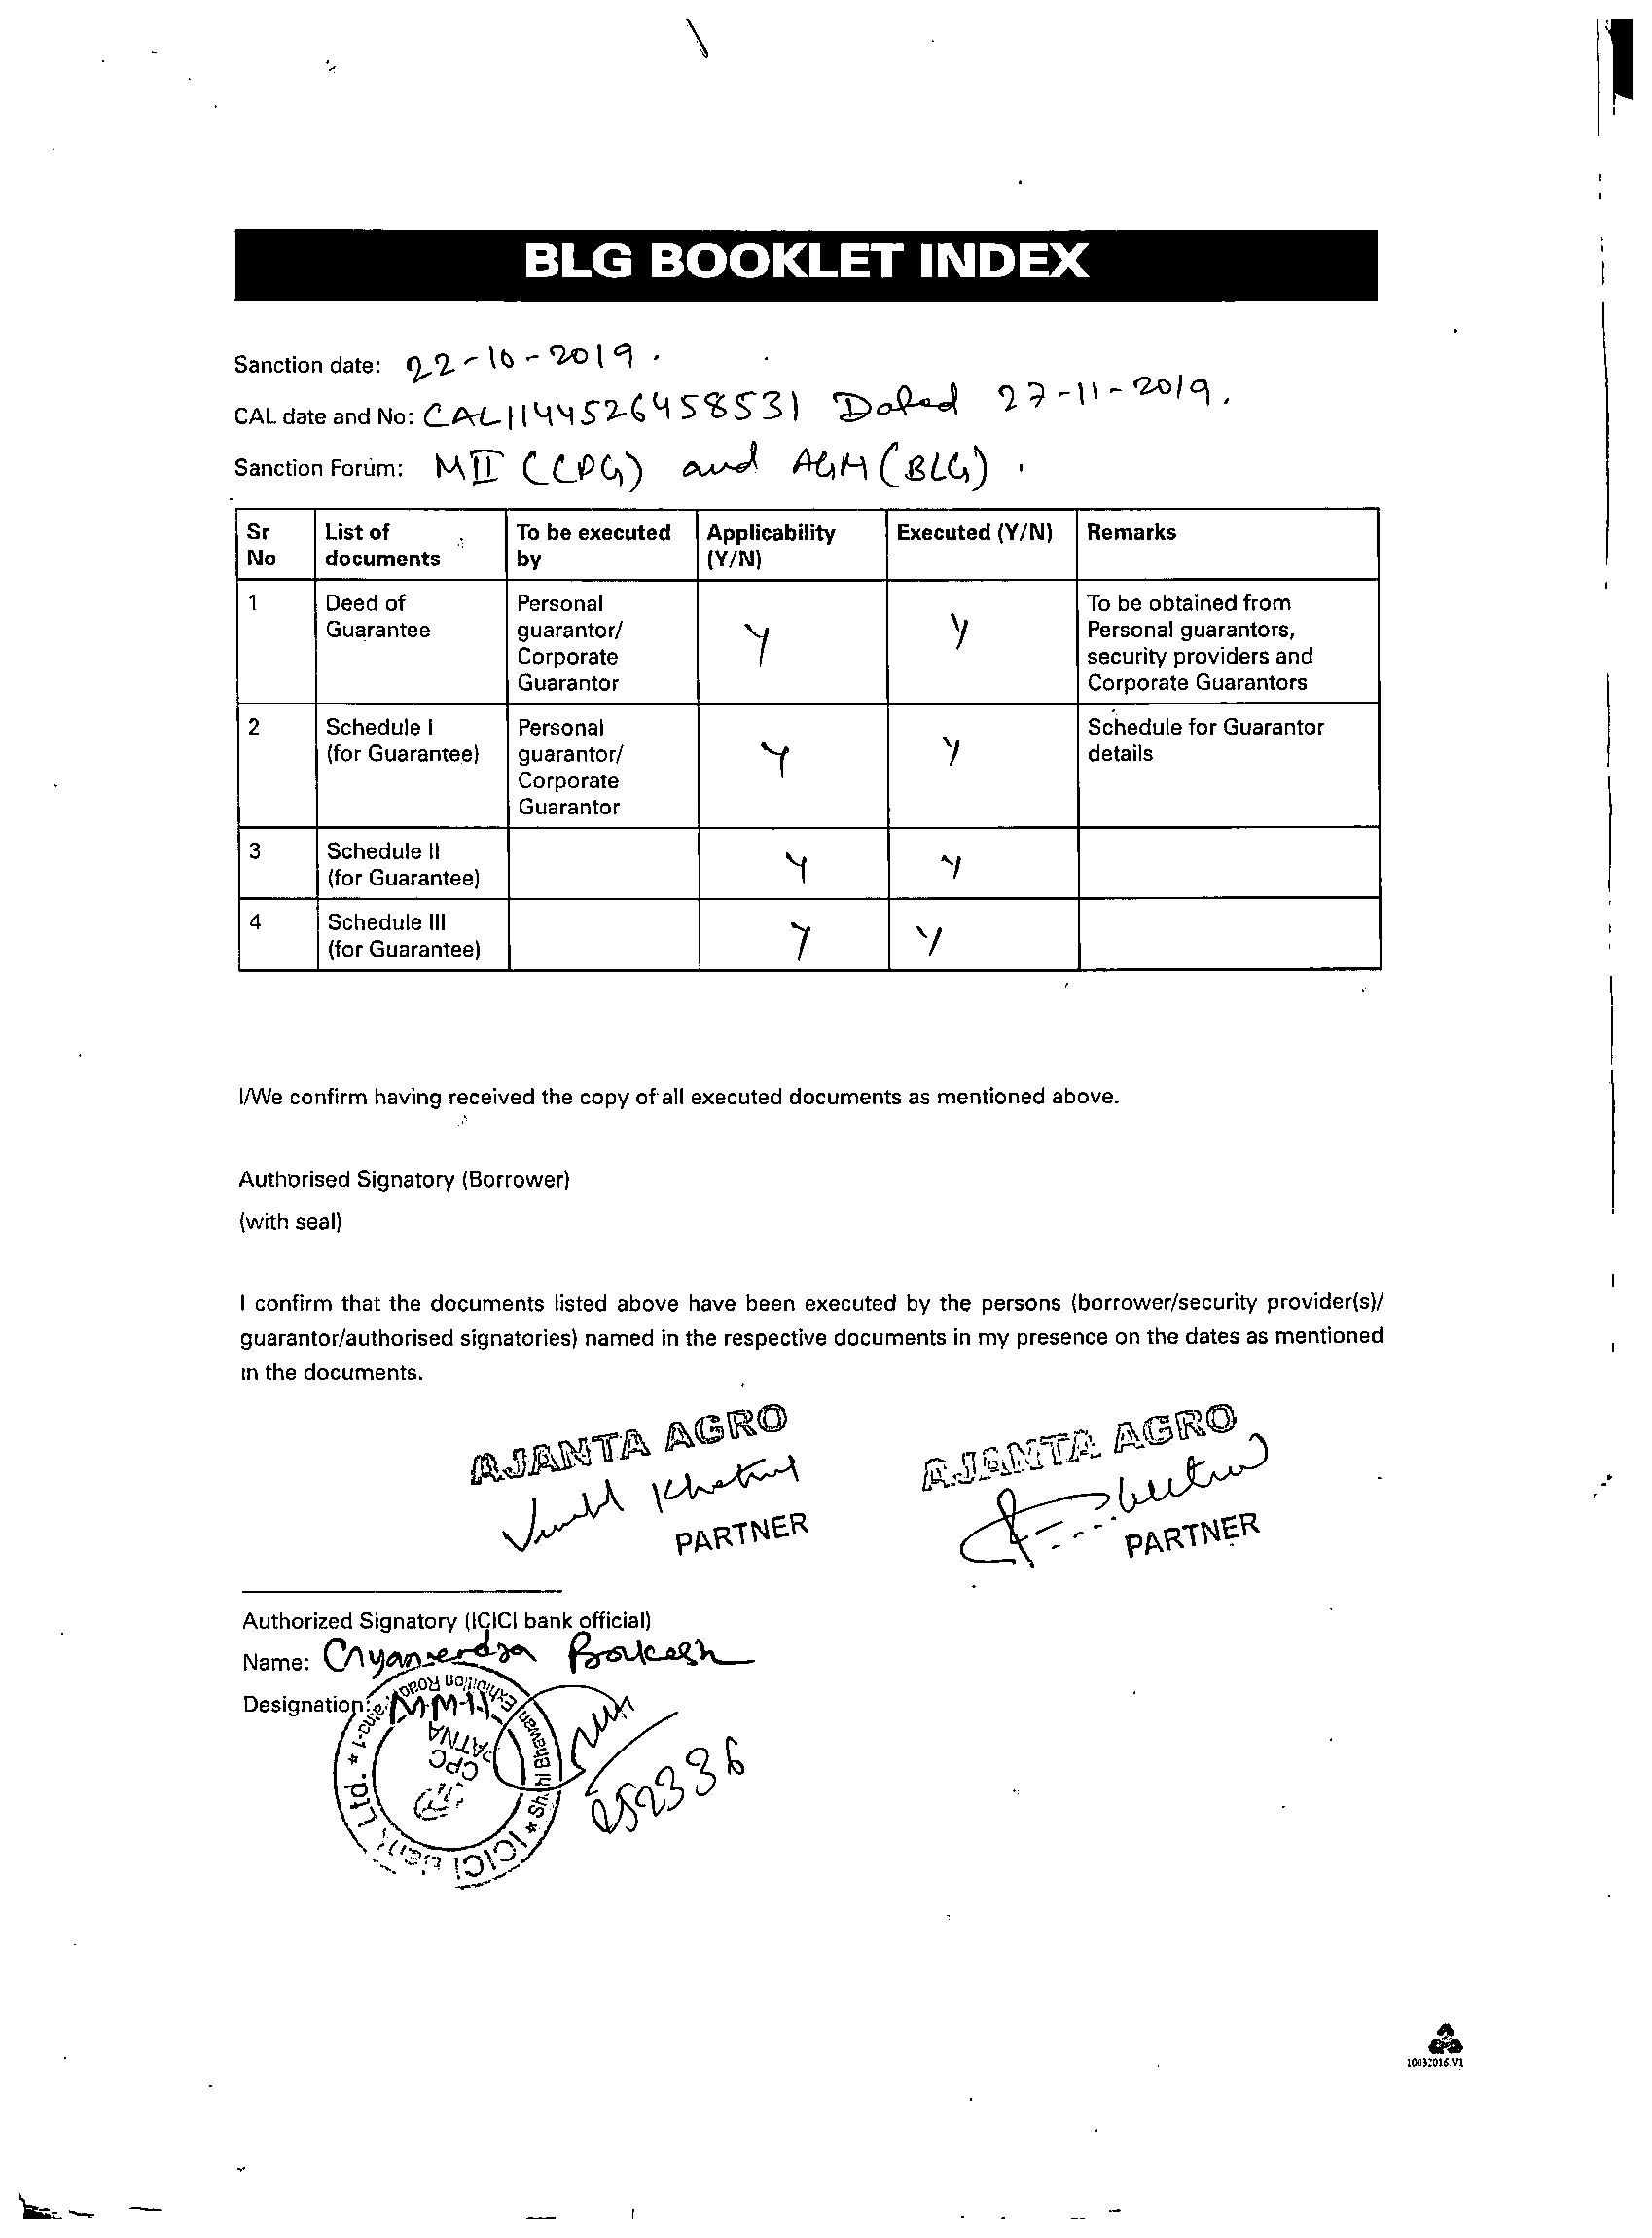 BLG BOOKLET INDEX
Sanction date: 22-10-2019.
CAL date and No: CAL1144526458531 Dated 27-11-2019.
Sanction Forum: MII (CPG) and AGM (BLG).
Sr No | List of documents | To be executed by | Applicability (Y/N) | Executed (Y/N) | Remarks
1 | Deed of Guarantee | Personal guarantor/ Corporate Guarantor | Y | Y | To be obtained from Personal guarantors, security providers and Corporate Guarantors
2 | Schedule I (for Guarantee) | Personal guarantor/ Corporate Guarantor | Y | Y | Schedule for Guarantor details
3 | Schedule II (for Guarantee) | Y | Y
4 | Schedule III (for Guarantee) | Y | Y
I/We confirm having received the copy of all executed documents as mentioned above.
Authorised Signatory (Borrower)
(with seal)
I confirm that the documents listed above have been executed by the persons (borrower/security provider(s)/
guarantor/authorised signatories) named in the respective documents in my presence on the dates as mentioned
in the documents.
AJANTA AGRO AJANTA AGRO
PARTNER PARTNER
Authorized Signatory (ICICI bank official)
Name:
Designation: MM-II
ICICI Bank Ltd. * Shahi Bhawan Exhibition Road
CPC
PATNA
252336
10032016.V1